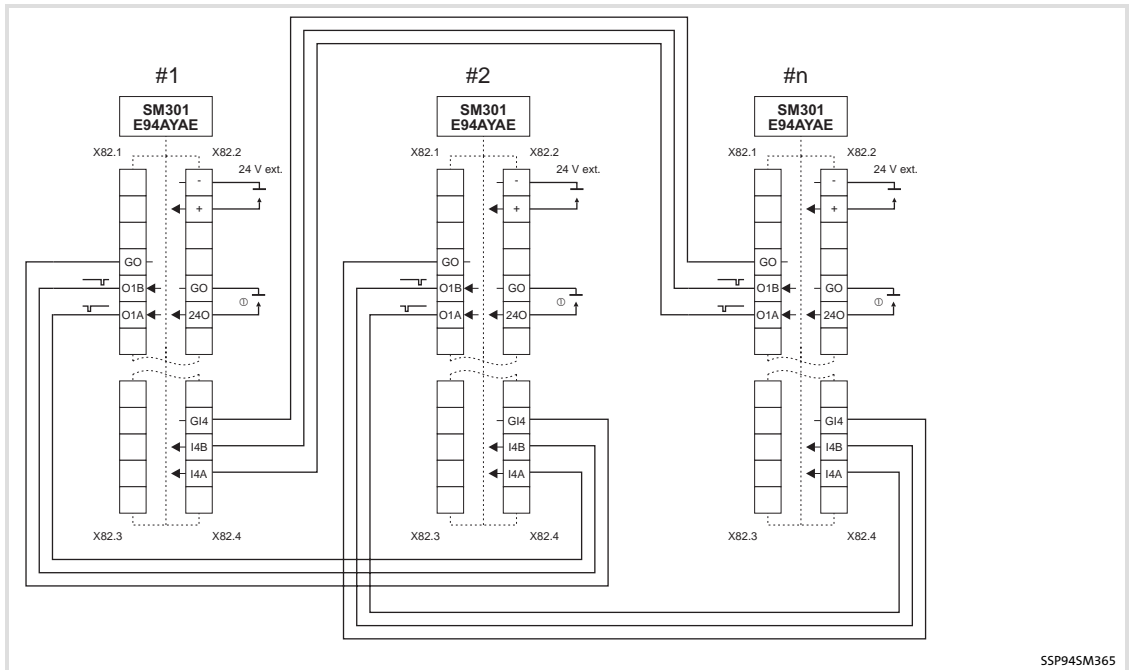 #1 #2 #n
SM301 SM301 SM301
E94AYAE E94AYAE E94AYAE
X82.1 X82.2 X82.1 X82.2 X82.1 X82.2
24 V ext. 24 V ext. 24 V ext.
- - -
+ + +
GO GO GO
O1B GO O1B GO O1B GO
① ① ①
O1A 24O O1A 24O O1A 24O
GI4 GI4 GI4
I4B I4B I4B
I4A I4A I4A
X82.3 X82.4 X82.3 X82.4 X82.3 X82.4
SSP94SM365